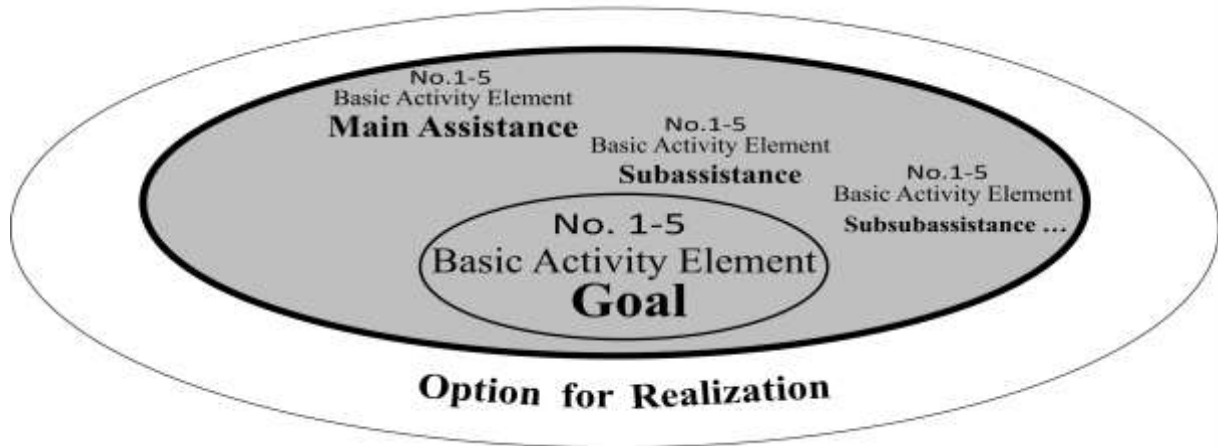 No.1-5
Basic Activity Element
Main Assistance
No.1-5
Basic Activity Element
Subassistance
No.1-5
Basic Activity Element
Subsubassistance ...
No. 1-5
Basic Activity Element
Goal
Option for Realization